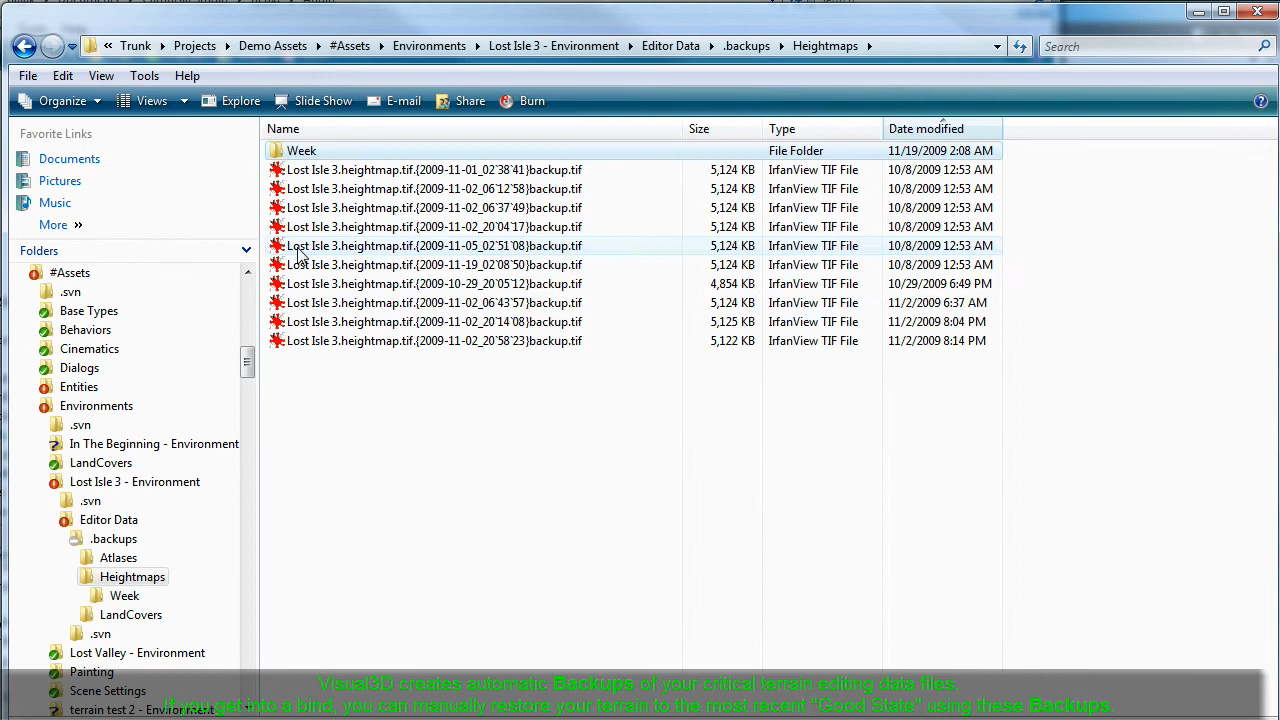 Trunk Projects Demo Assets #Assets Environments Lost Isle 3 - Environment Editor Data .backups Heightmaps Search
File Edit View Tools Help
Organize Views Explore Slide Show E-mail Share Burn
Favorite Links
Documents
Pictures
Music
More »
Folders
#Assets
.svn
Base Types
Behaviors
Cinematics
Dialogs
Entities
Environments
.svn
In The Beginning - Environment
LandCovers
Lost Isle 3 - Environment
.svn
Editor Data
.backups
Atlases
Heightmaps
Week
LandCovers
.svn
Lost Valley - Environment
Painting
Scene Settings
terrain test 2 - Environment
Name Size Type Date modified
Week File Folder 11/19/2009 2:08 AM
Lost Isle 3.heightmap.tif.{2009-11-01_02`38`41}backup.tif 5,124 KB IrfanView TIF File 10/8/2009 12:53 AM
Lost Isle 3.heightmap.tif.{2009-11-02_06`12`58}backup.tif 5,124 KB IrfanView TIF File 10/8/2009 12:53 AM
Lost Isle 3.heightmap.tif.{2009-11-02_06`37`49}backup.tif 5,124 KB IrfanView TIF File 10/8/2009 12:53 AM
Lost Isle 3.heightmap.tif.{2009-11-02_20`04`17}backup.tif 5,124 KB IrfanView TIF File 10/8/2009 12:53 AM
Lost Isle 3.heightmap.tif.{2009-11-05_02`51`08}backup.tif 5,124 KB IrfanView TIF File 10/8/2009 12:53 AM
Lost Isle 3.heightmap.tif.{2009-11-19_02`08`50}backup.tif 5,124 KB IrfanView TIF File 10/8/2009 12:53 AM
Lost Isle 3.heightmap.tif.{2009-10-29_20`05`12}backup.tif 4,854 KB IrfanView TIF File 10/29/2009 6:49 PM
Lost Isle 3.heightmap.tif.{2009-11-02_06`43`57}backup.tif 5,124 KB IrfanView TIF File 11/2/2009 6:37 AM
Lost Isle 3.heightmap.tif.{2009-11-02_20`14`08}backup.tif 5,125 KB IrfanView TIF File 11/2/2009 8:04 PM
Lost Isle 3.heightmap.tif.{2009-11-02_20`58`23}backup.tif 5,122 KB IrfanView TIF File 11/2/2009 8:14 PM
Visual3D creates automatic Backups of your critical terrain editing data files.
If you get into a bind, you can manually restore your terrain to the most recent "Good State" using these Backups.